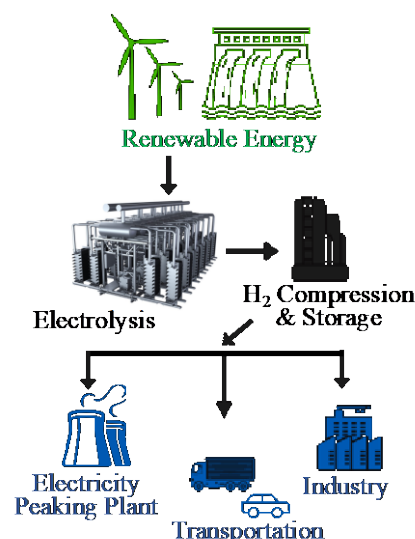 Renewable Energy
Electrolysis
H₂ Compression
& Storage
Electricity
Peaking Plant
Transportation
Industry